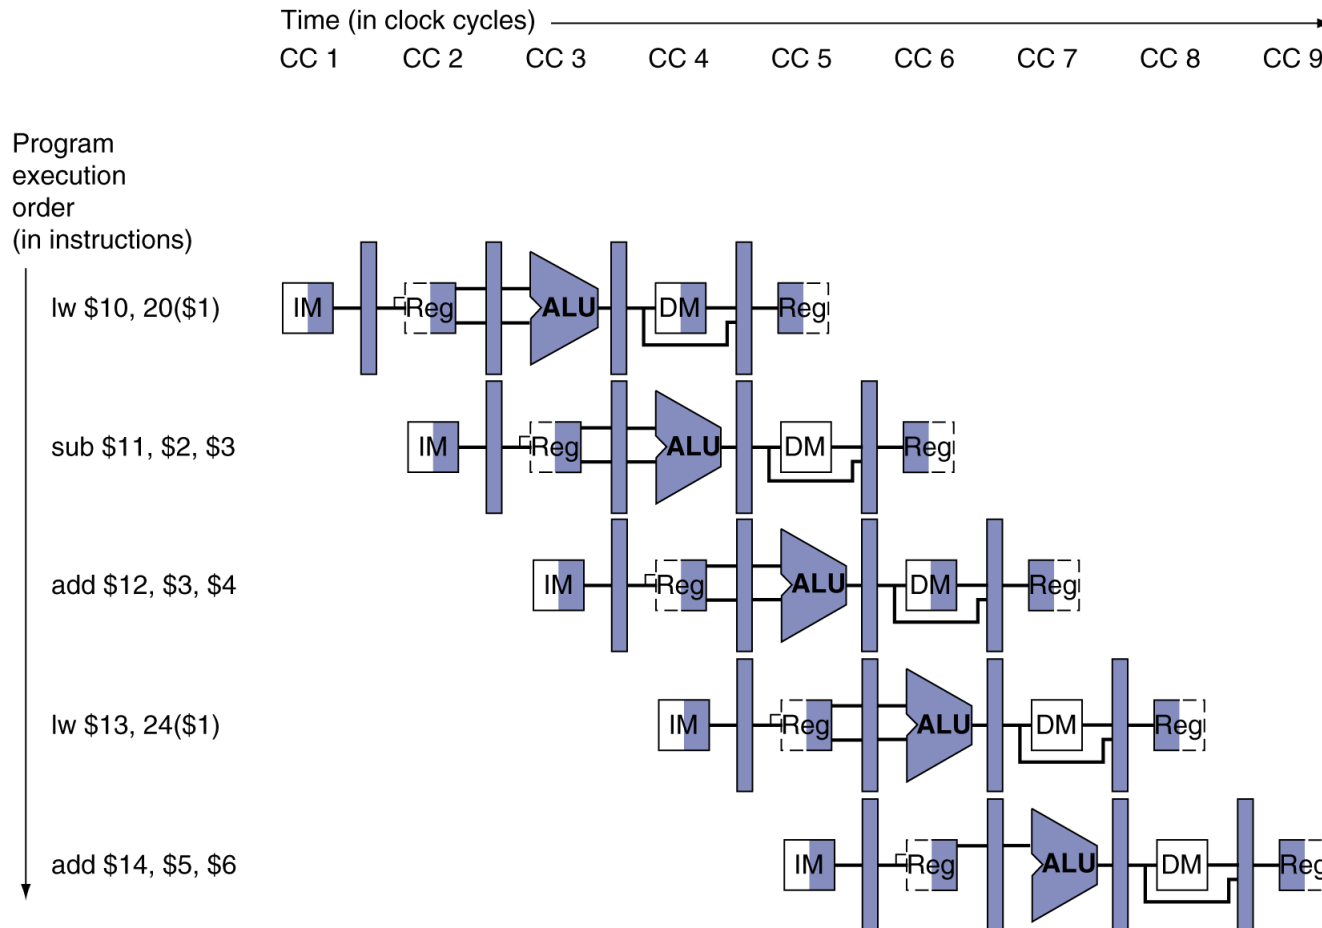 Time (in clock cycles)
CC 1 CC 2 CC 3 CC 4 CC 5 CC 6 CC 7 CC 8 CC 9
Program
execution
order
(in instructions)
lw $10, 20($1) IM Reg ALU DM Reg
sub $11, $2, $3 IM Reg ALU DM Reg
add $12, $3, $4 IM Reg ALU DM Reg
lw $13, 24($1) IM Reg ALU DM Reg
add $14, $5, $6 IM Reg ALU DM Reg